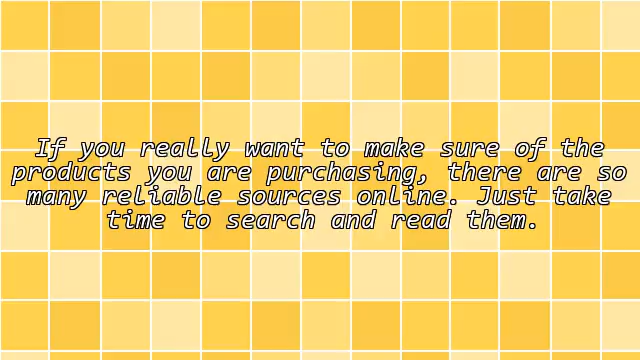 If you really want to make sure of the
products you are purchasing, there are so
many reliable sources online. Just take
time to search and read them.